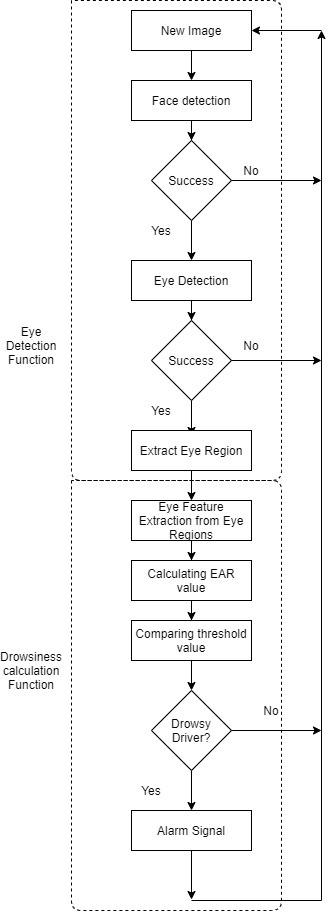 New Image
Face detection
Success
No
Yes
Eye Detection
Eye
Detection
Function
Success
No
Yes
Extract Eye Region
Eye Feature
Extraction from Eye
Regions
Calculating EAR
value
Comparing threshold
value
Drowsiness
calculation
Function
Drowsy
Driver?
No
Yes
Alarm Signal